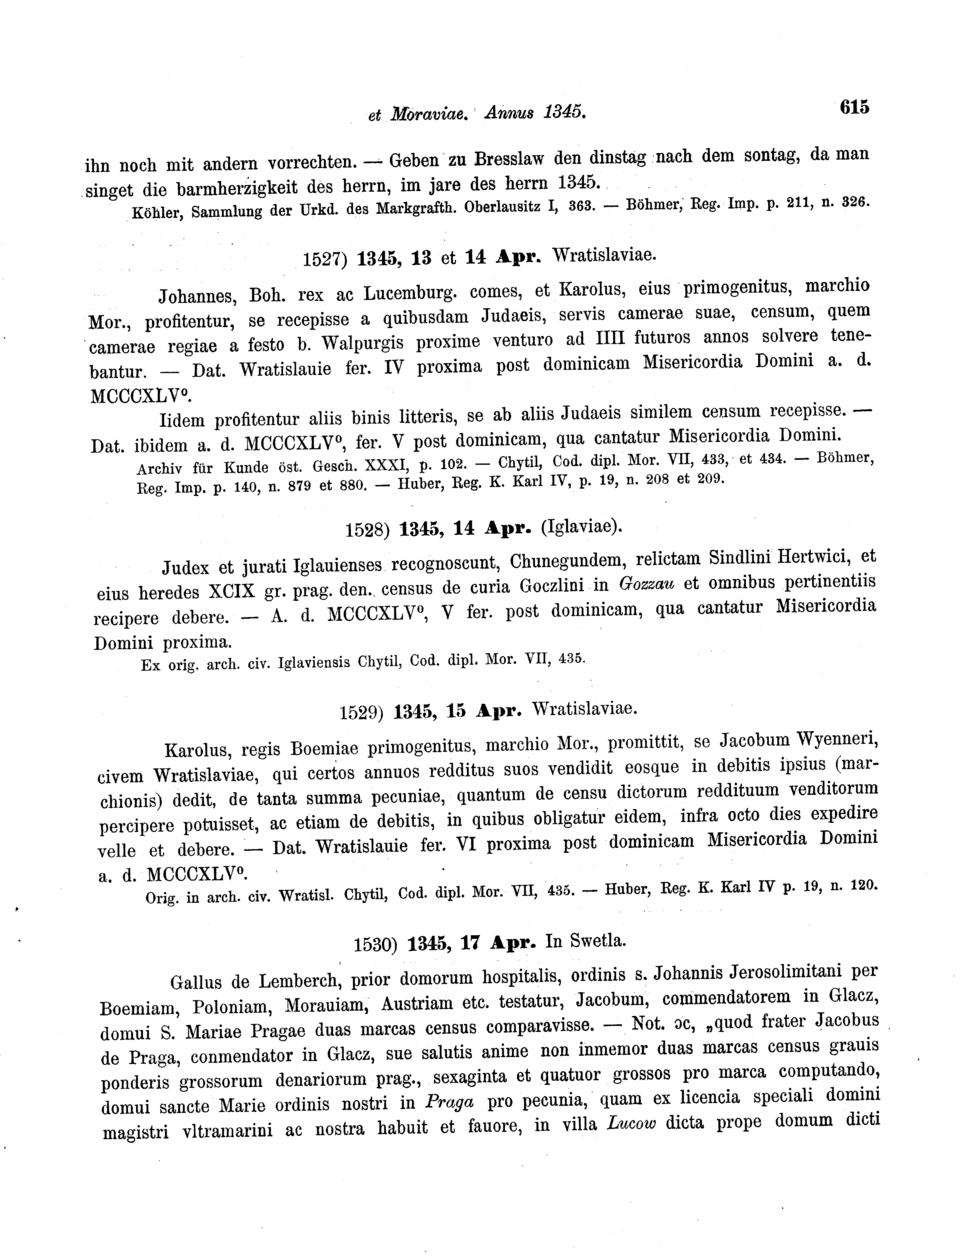 et Moraviae. Annus 1345. 615
ihn noch mit andern vorrechten. — Geben zu Bresslaw den dinstag nach dem sontag, da man
singet die barmherzigkeit des herrn, im jare des herrn 1345.
Köhler, Sammlung der Urkd. des Markgrafth. Oberlausitz I, 363. — Böhmer, Reg. Imp. p. 211, n. 326.
1527) 1345, 13 et 14 Apr. Wratislaviae.
Johannes, Boh. rex ac Lucemburg. comes, et Karolus, eius primogenitus, marchio
Mor., profitentur, se recepisse a quibusdam Judaeis, servis camerae suae, censum, quem
camerae regiae a festo b. Walpurgis proxime venturo ad IIII futuros annos solvere tene-
bantur. — Dat. Wratislauie fer. IV proxima post dominicam Misericordia Domini a. d.
MCCCXLV⁰.
Iidem profitentur aliis binis litteris, se ab aliis Judaeis similem censum recepisse. —
Dat. ibidem a. d. MCCCXLV⁰, fer. V post dominicam, qua cantatur Misericordia Domini.
Archiv für Kunde öst. Gesch. XXXI, p. 102. — Chytil, Cod. dipl. Mor. VII, 433, et 434. — Böhmer,
Reg. Imp. p. 140, n. 879 et 880. — Huber, Reg. K. Karl IV, p. 19, n. 208 et 209.
1528) 1345, 14 Apr. (Iglaviae).
Judex et jurati Iglauienses recognoscunt, Chunegundem, relictam Sindlini Hertwici, et
eius heredes XCIX gr. prag. den. census de curia Goczlini in Gozzau et omnibus pertinentiis
recipere debere. — A. d. MCCCXLV⁰, V fer. post dominicam, qua cantatur Misericordia
Domini proxima.
Ex orig. arch. civ. Iglaviensis Chytil, Cod. dipl. Mor. VII, 435.
1529) 1345, 15 Apr. Wratislaviae.
Karolus, regis Boemiae primogenitus, marchio Mor., promittit, se Jacobum Wyenneri,
civem Wratislaviae, qui certos annuos redditus suos vendidit eosque in debitis ipsius (mar-
chionis) dedit, de tanta summa pecuniae, quantum de censu dictorum reddituum venditorum
percipere potuisset, ac etiam de debitis, in quibus obligatur eidem, infra octo dies expedire
velle et debere. — Dat. Wratislauie fer. VI proxima post dominicam Misericordia Domini
a. d. MCCCXLV⁰.
Orig. in arch. civ. Wratisl. Chytil, Cod. dipl. Mor. VII, 435. — Huber, Reg. K. Karl IV p. 19, n. 120.
1530) 1345, 17 Apr. In Swetla.
Gallus de Lemberch, prior domorum hospitalis, ordinis s. Johannis Jerosolimitani per
Boemiam, Poloniam, Morauiam, Austriam etc. testatur, Jacobum, commendatorem in Glacz,
domui S. Mariae Pragae duas marcas census comparavisse. — Not. ɔc, „quod frater Jacobus
de Praga, conmendator in Glacz, sue salutis anime non inmemor duas marcas census grauis
ponderis grossorum denariorum prag., sexaginta et quatuor grossos pro marca computando,
domui sancte Marie ordinis nostri in Praga pro pecunia, quam ex licencia speciali domini
magistri vltramarini ac nostra habuit et fauore, in villa Lucow dicta prope domum dicti